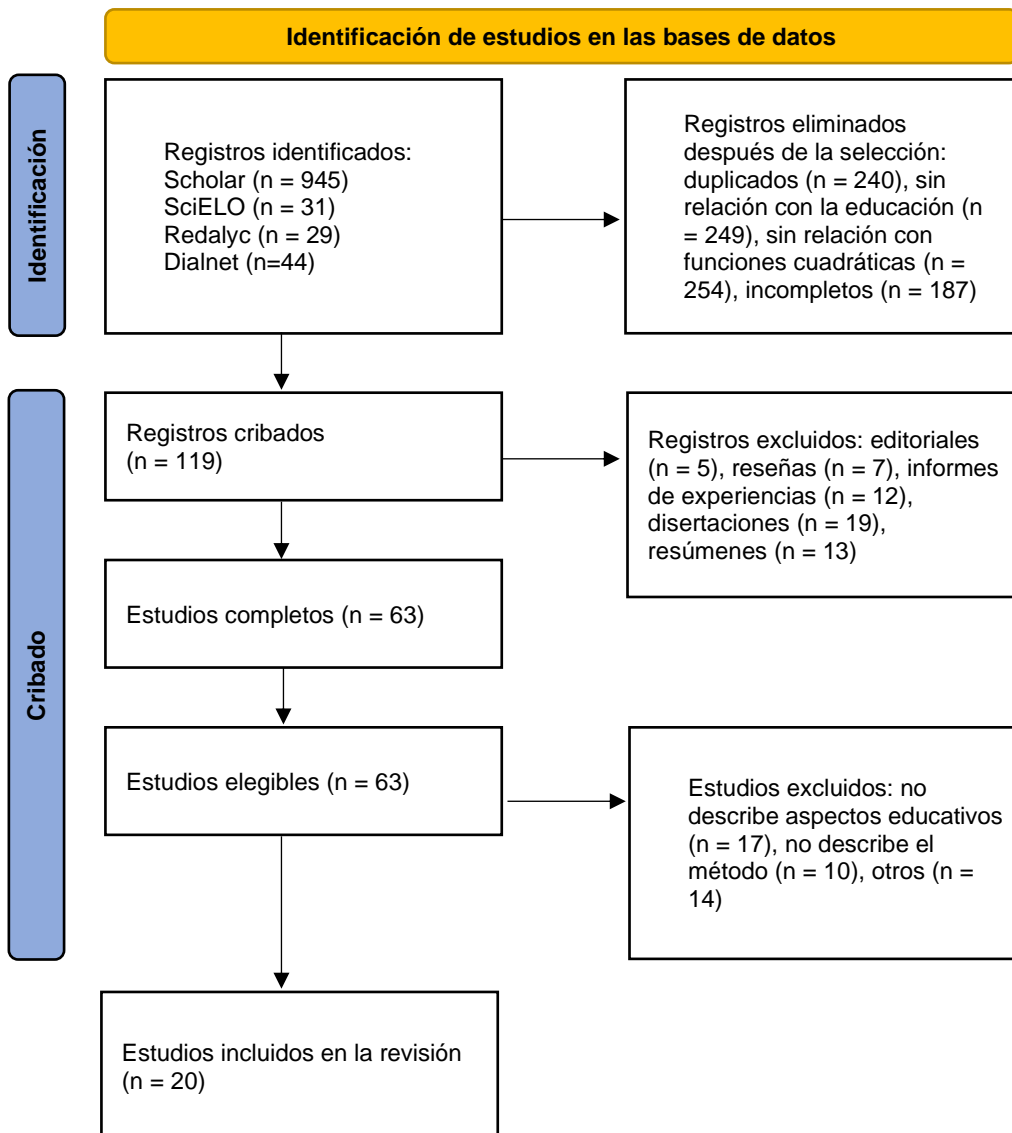 Identificación de estudios en las bases de datos
Identificación
Registros identificados:
Scholar (n = 945)
SciELO (n = 31)
Redalyc (n = 29)
Dialnet (n=44)
Registros eliminados
después de la selección:
duplicados (n = 240), sin
relación con la educación (n
= 249), sin relación con
funciones cuadráticas (n =
254), incompletos (n = 187)
Cribado
Registros cribados
(n = 119)
Registros excluidos: editoriales
(n = 5), reseñas (n = 7), informes
de experiencias (n = 12),
disertaciones (n = 19),
resúmenes (n = 13)
Estudios completos (n = 63)
Estudios elegibles (n = 63)
Estudios excluidos: no
describe aspectos educativos
(n = 17), no describe el
método (n = 10), otros (n =
14)
Estudios incluidos en la revisión
(n = 20)